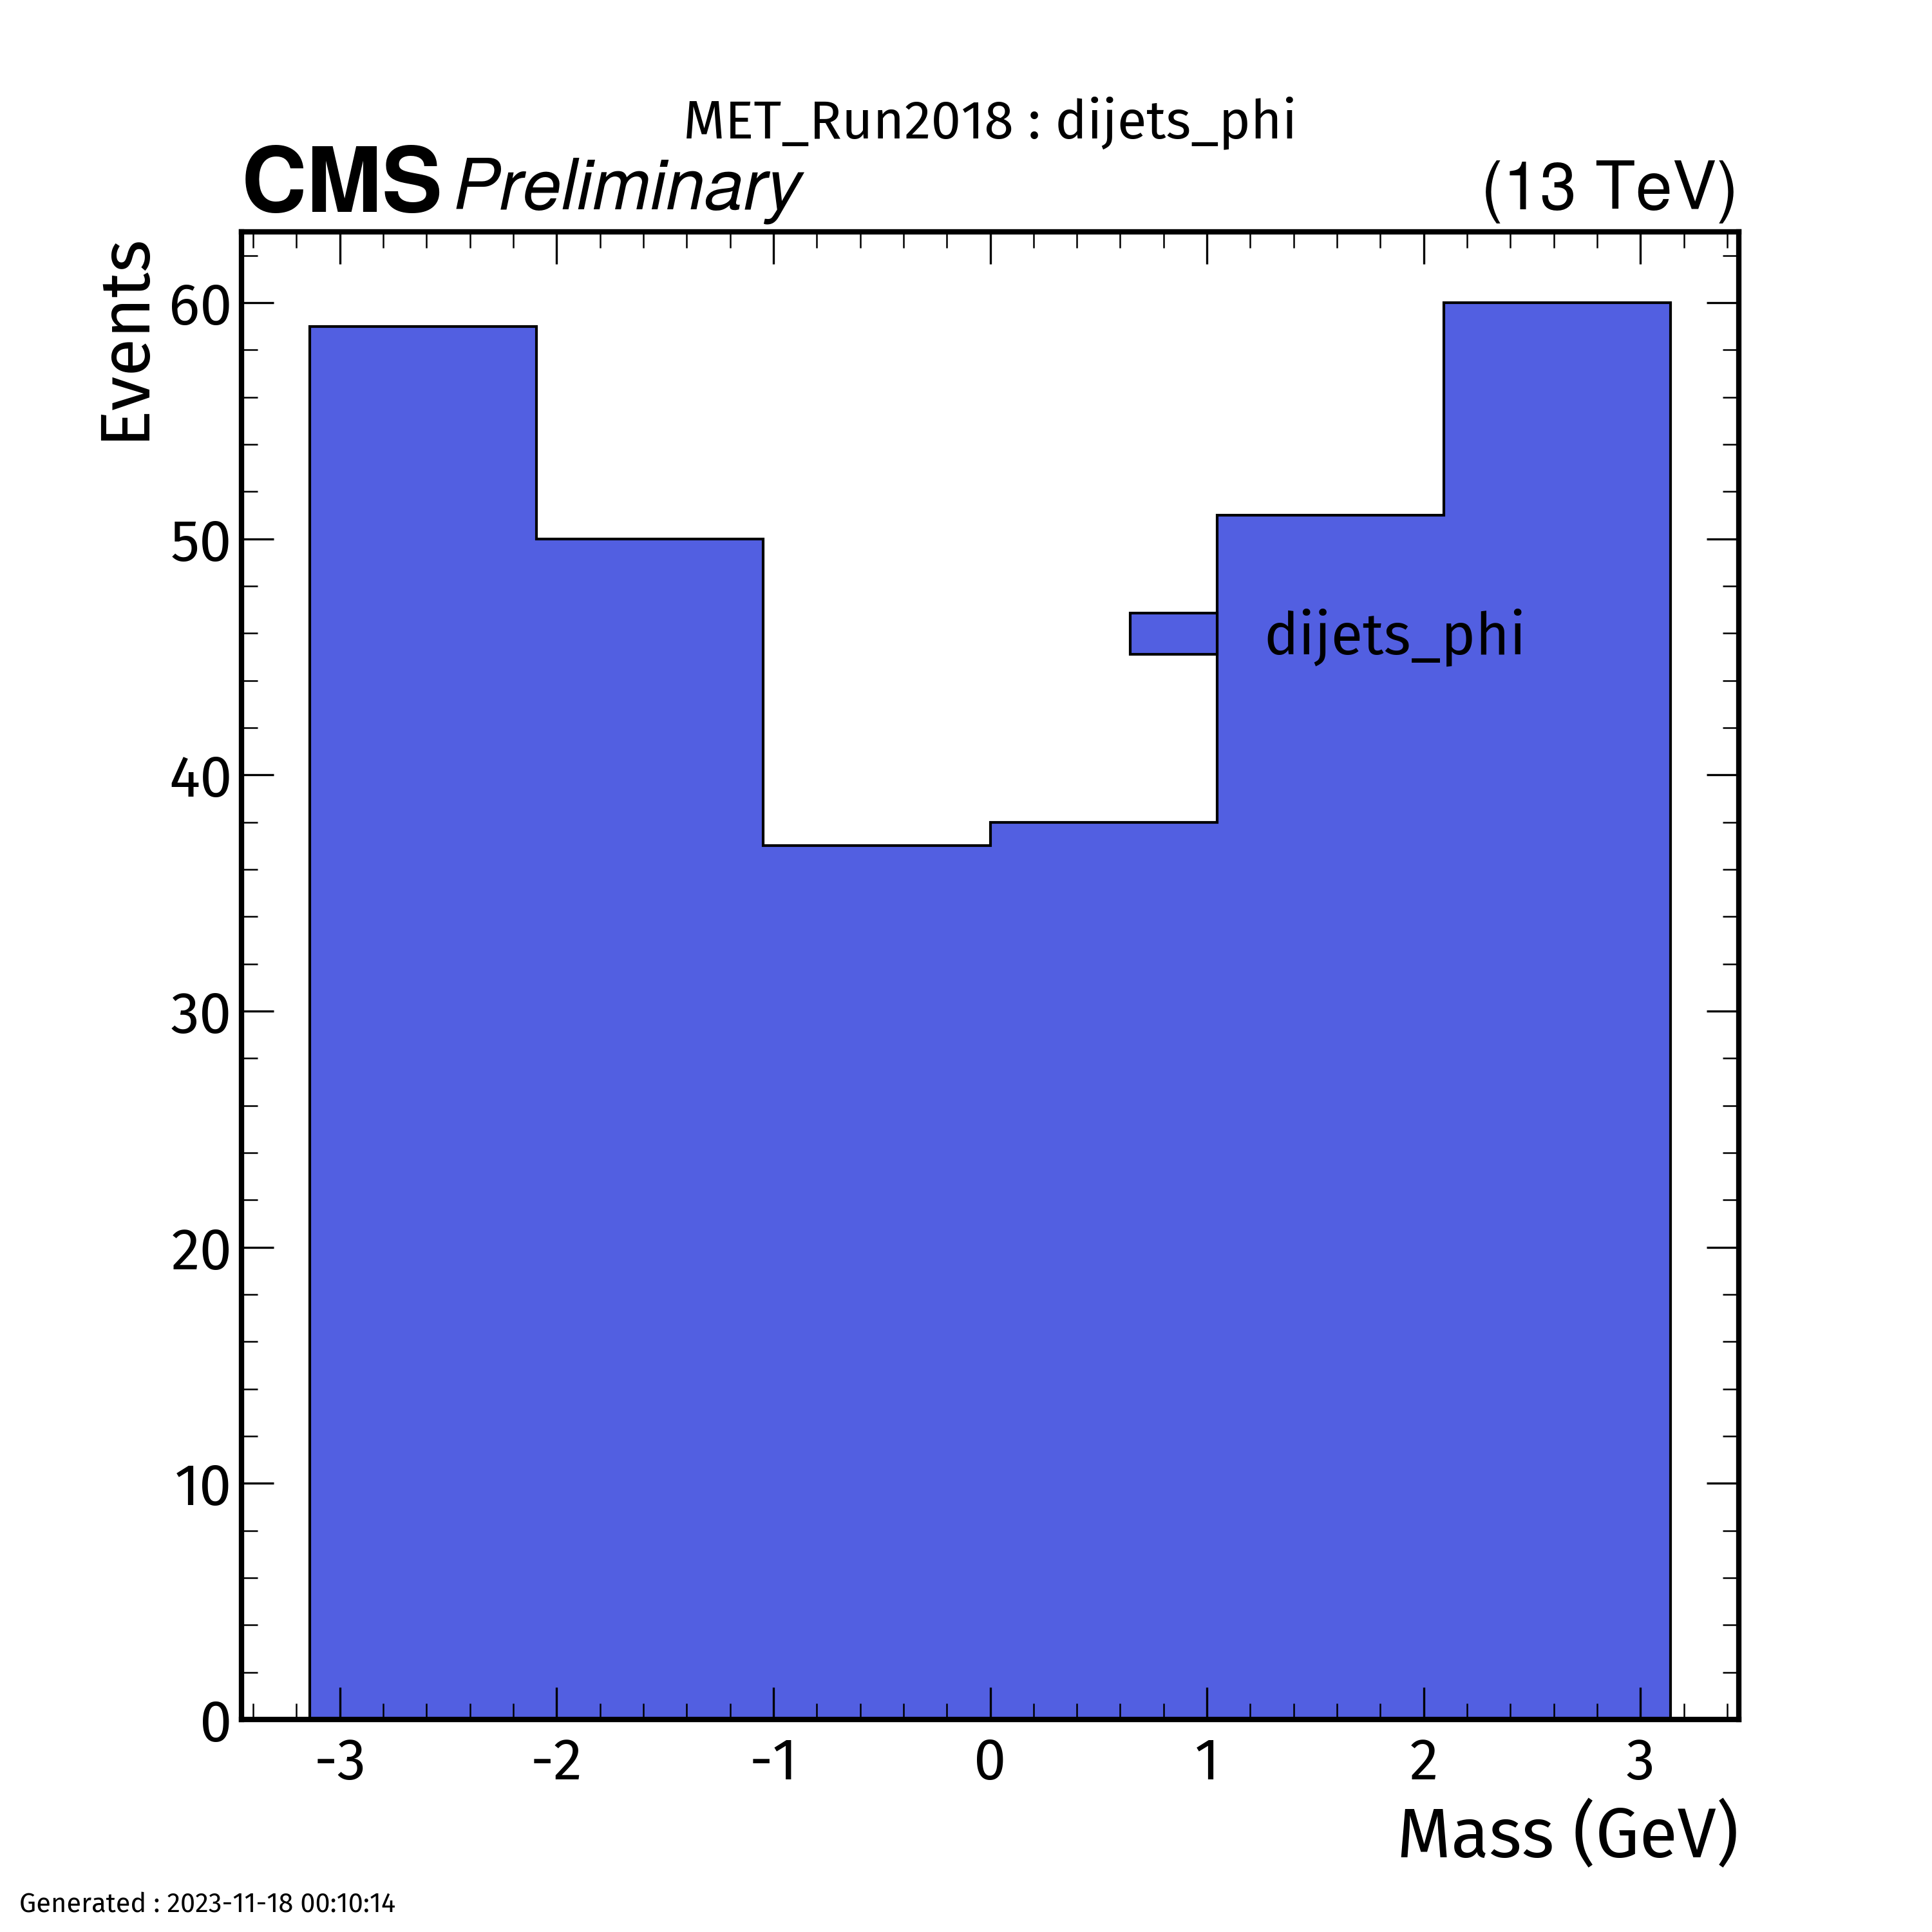 MET_Run2018 : dijets_phi
CMS Preliminary
(13 TeV)
Events
60
50
40
30
20
10
0
dijets_phi
-3 -2 -1 0 1 2 3
Mass (GeV)
Generated : 2023-11-18 00:10:14